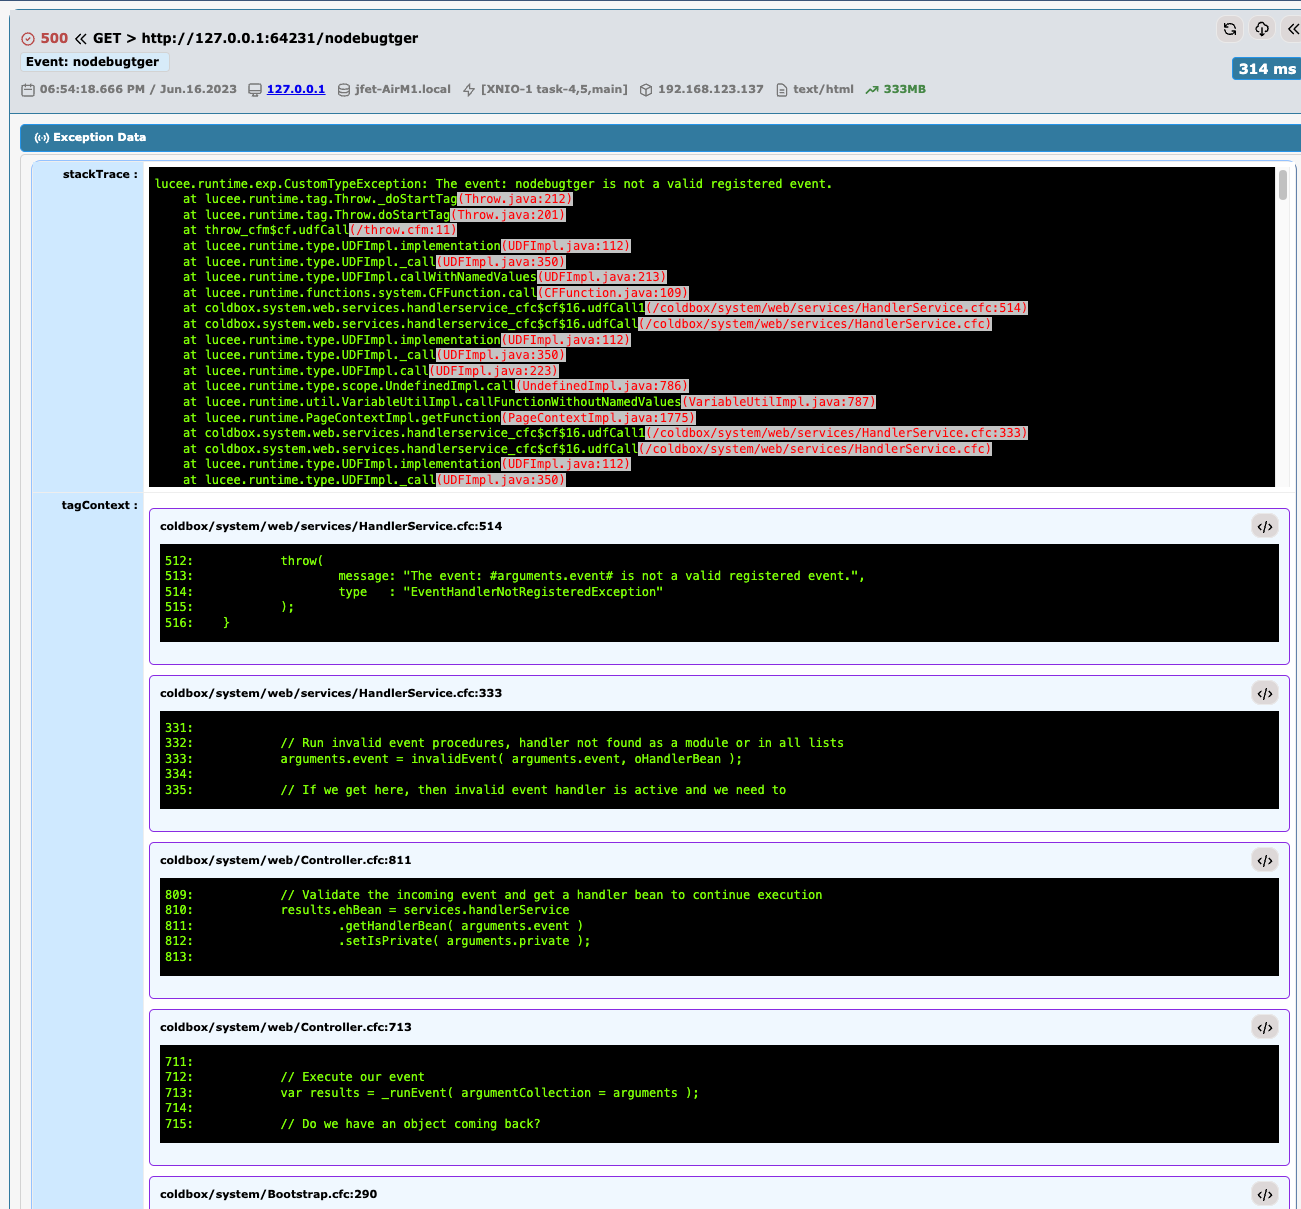 500 GET > http://127.0.0.1:64231/nodebugtger
Event: nodebugtger
314 ms
06:54:18.666 PM / Jun.16.2023 127.0.0.1 jfet-AirM1.local [XNIO-1 task-4,5,main] 192.168.123.137 text/html 333MB
Exception Data
stackTrace :
lucee.runtime.exp.CustomTypeException: The event: nodebugtger is not a valid registered event.
at lucee.runtime.tag.Throw._doStartTag(Throw.java:212)
at lucee.runtime.tag.Throw.doStartTag(Throw.java:201)
at throw_cfm$cf.udfCall(/throw.cfm:11)
at lucee.runtime.type.UDFImpl.implementation(UDFImpl.java:112)
at lucee.runtime.type.UDFImpl._call(UDFImpl.java:350)
at lucee.runtime.type.UDFImpl.callWithNamedValues(UDFImpl.java:213)
at lucee.runtime.functions.system.CFFunction.call(CFFunction.java:109)
at coldbox.system.web.services.handlerservice_cfc$cf$16.udfCall1(/coldbox/system/web/services/HandlerService.cfc:514)
at coldbox.system.web.services.handlerservice_cfc$cf$16.udfCall(/coldbox/system/web/services/HandlerService.cfc)
at lucee.runtime.type.UDFImpl.implementation(UDFImpl.java:112)
at lucee.runtime.type.UDFImpl._call(UDFImpl.java:350)
at lucee.runtime.type.UDFImpl.call(UDFImpl.java:223)
at lucee.runtime.type.scope.UndefinedImpl.call(UndefinedImpl.java:786)
at lucee.runtime.util.VariableUtilImpl.callFunctionWithoutNamedValues(VariableUtilImpl.java:787)
at lucee.runtime.PageContextImpl.getFunction(PageContextImpl.java:1775)
at coldbox.system.web.services.handlerservice_cfc$cf$16.udfCall1(/coldbox/system/web/services/HandlerService.cfc:333)
at coldbox.system.web.services.handlerservice_cfc$cf$16.udfCall(/coldbox/system/web/services/HandlerService.cfc)
at lucee.runtime.type.UDFImpl.implementation(UDFImpl.java:112)
at lucee.runtime.type.UDFImpl._call(UDFImpl.java:350)
tagContext :
coldbox/system/web/services/HandlerService.cfc:514
512: throw(
513: message: "The event: #arguments.event# is not a valid registered event.",
514: type : "EventHandlerNotRegisteredException"
515: );
516: }
coldbox/system/web/services/HandlerService.cfc:333
331:
332: // Run invalid event procedures, handler not found as a module or in all lists
333: arguments.event = invalidEvent( arguments.event, oHandlerBean );
334:
335: // If we get here, then invalid event handler is active and we need to
coldbox/system/web/Controller.cfc:811
809: // Validate the incoming event and get a handler bean to continue execution
810: results.ehBean = services.handlerService
811: .getHandlerBean( arguments.event )
812: .setIsPrivate( arguments.private );
813:
coldbox/system/web/Controller.cfc:713
711:
712: // Execute our event
713: var results = _runEvent( argumentCollection = arguments );
714:
715: // Do we have an object coming back?
coldbox/system/Bootstrap.cfc:290